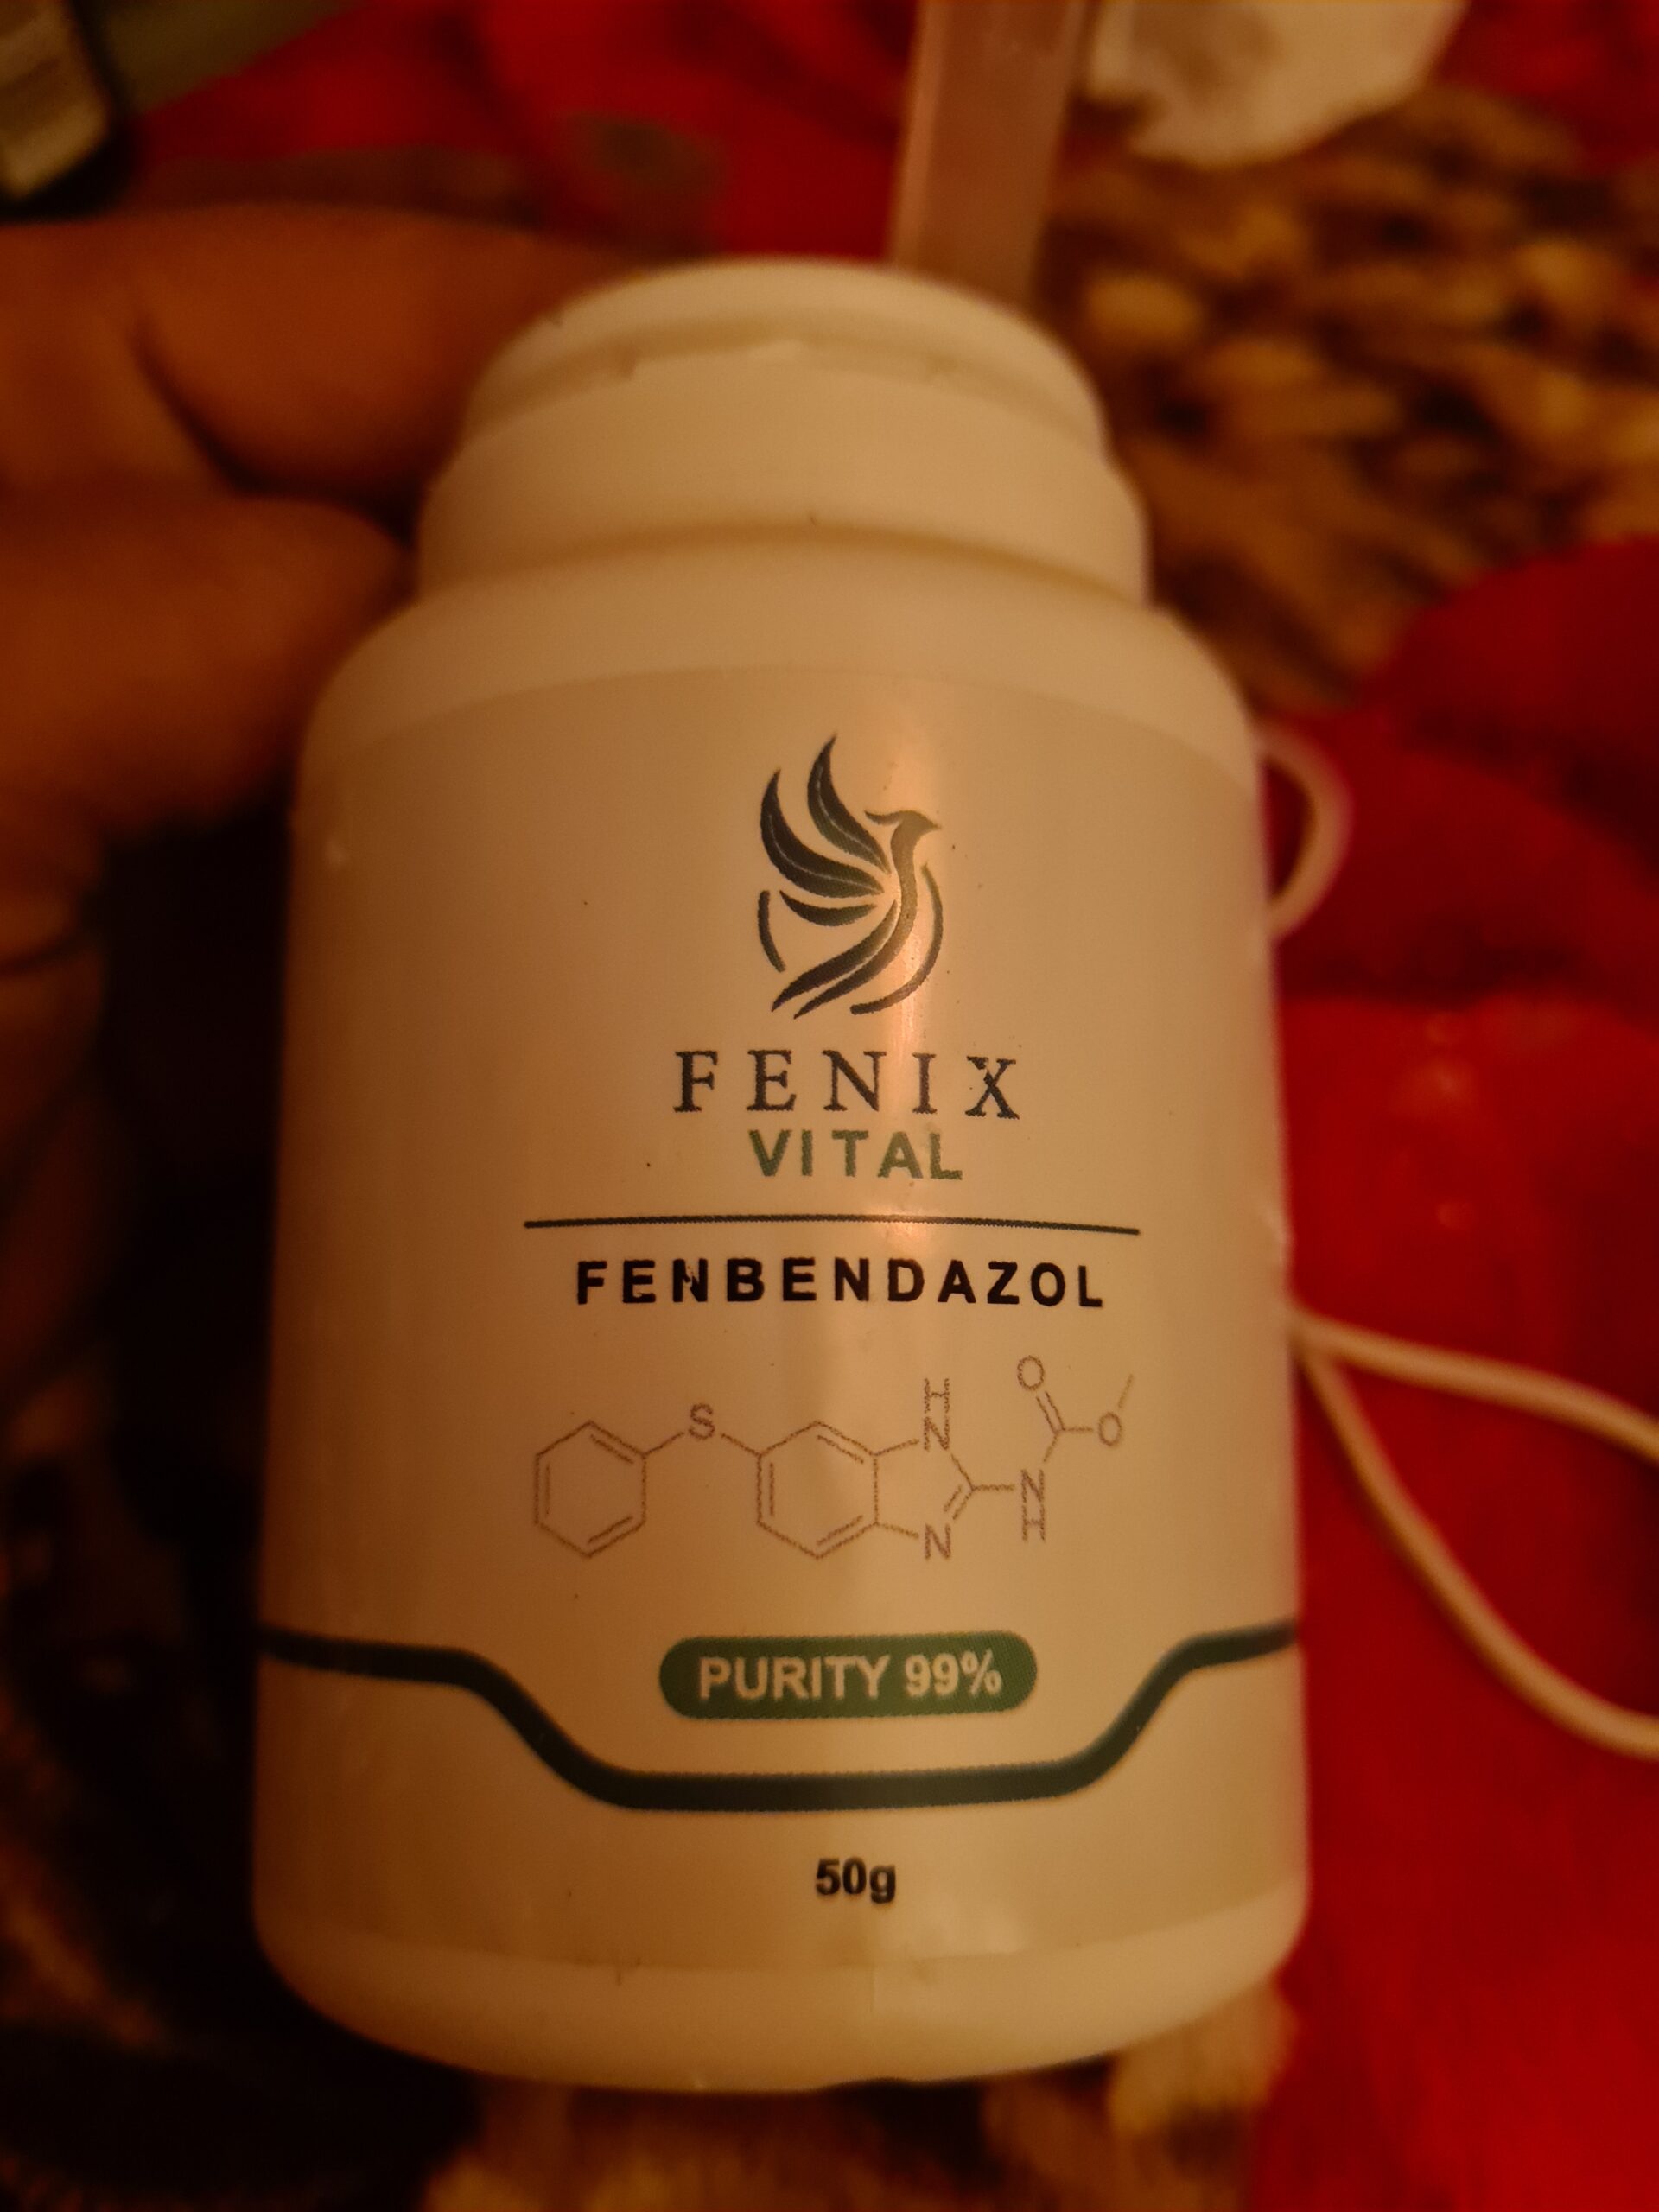 FENIX
VITAL
FENBENDAZOL
S
H
N
N
N
H
O
O
PURITY 99%
50g